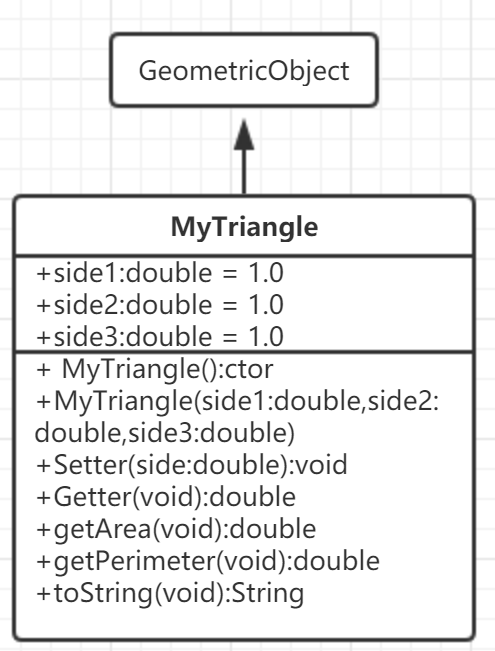 GeometricObject
MyTriangle
+side1:double = 1.0
+side2:double = 1.0
+side3:double = 1.0
+ MyTriangle():ctor
+MyTriangle(side1:double,side2:
double,side3:double)
+Setter(side:double):void
+Getter(void):double
+getArea(void):double
+getPerimeter(void):double
+toString(void):String